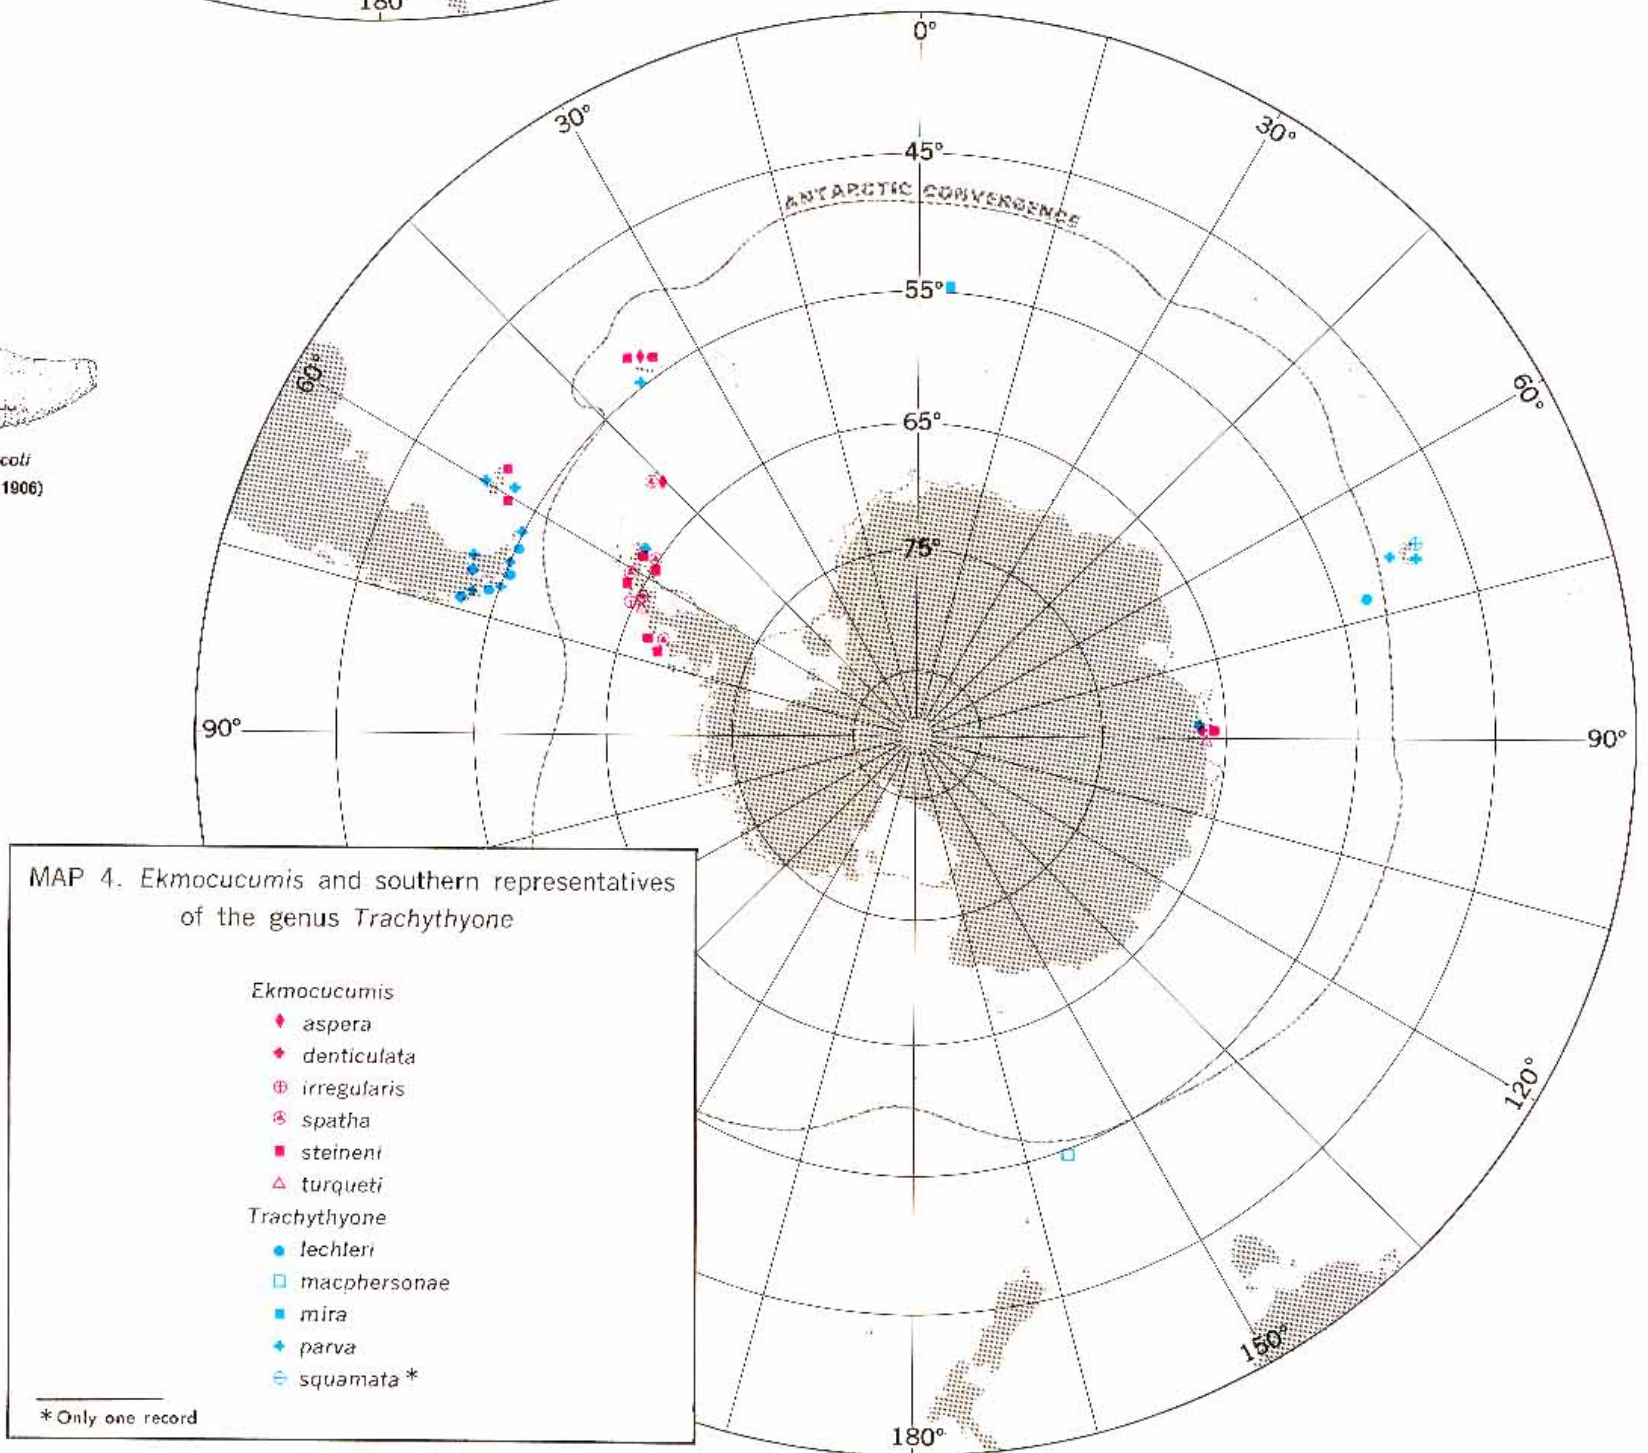 180°
0°
30°
30°
45°
ANTARCTIC CONVERGENCE
55°
60°
60°
65°
coli
1906)
75°
90°
90°
MAP 4. Ekmocucumis and southern representatives
of the genus Trachythyone
Ekmocucumis
aspera
denticulata
irregularis
spatha
steineni
turqueti
Trachythyone
lechleri
macphersonae
mira
parva
squamata *
* Only one record
120°
150°
180°